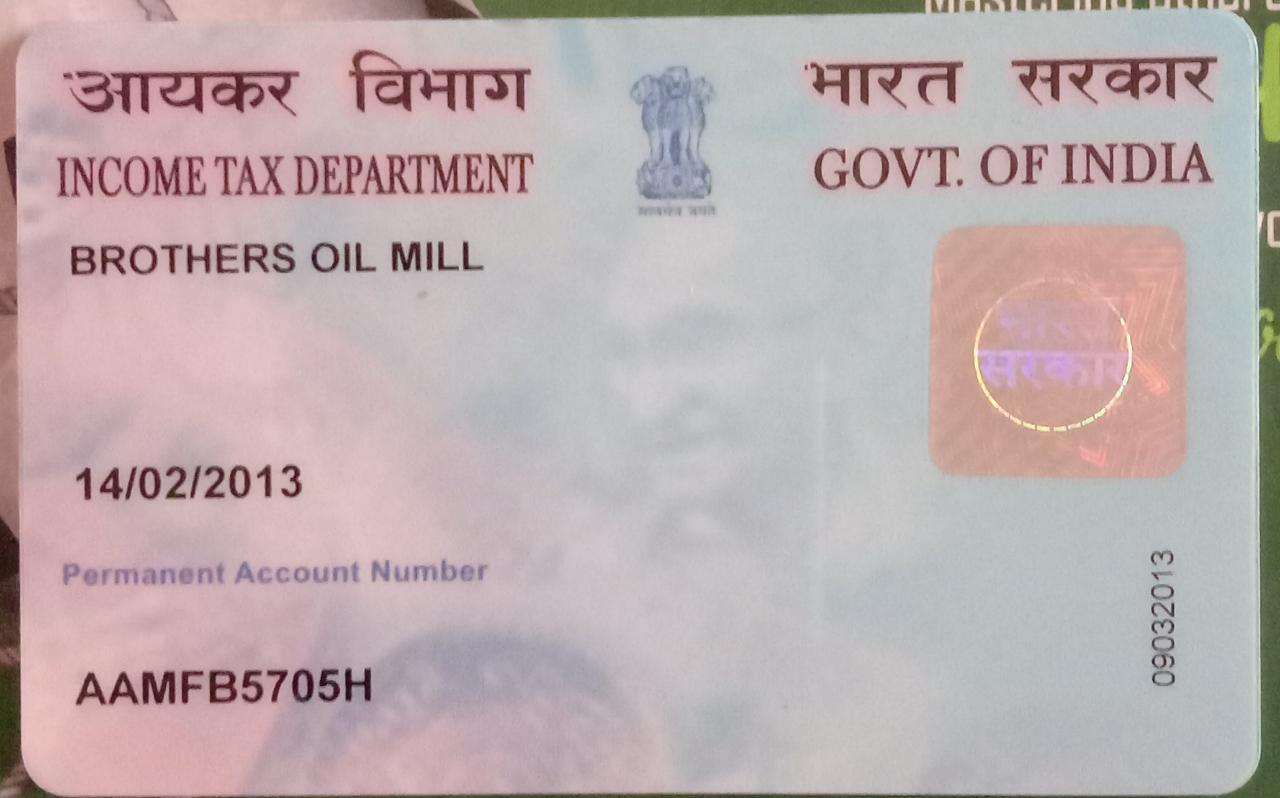 आयकर विभाग
INCOME TAX DEPARTMENT
भारत सरकार
GOVT. OF INDIA
सत्यमेव जयते
BROTHERS OIL MILL
भारत
सरकार
14/02/2013
Permanent Account Number
AAMFB5705H
09032013